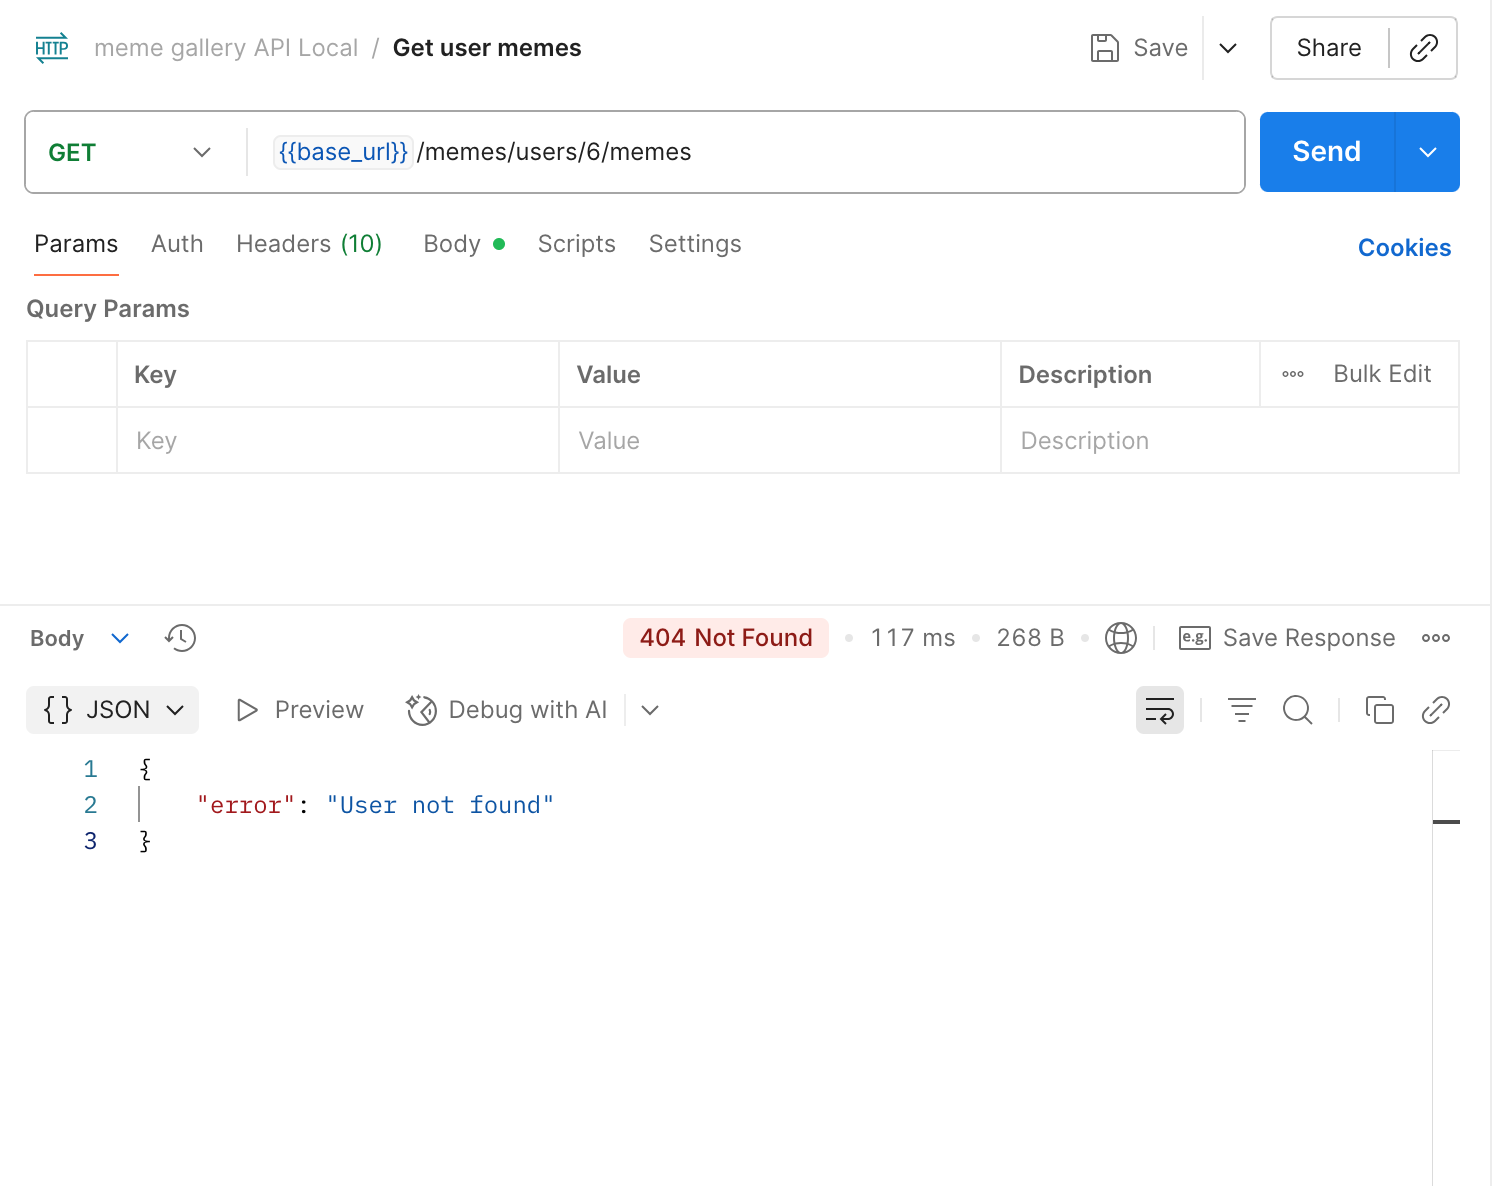 HTTP meme gallery API Local / Get user memes Save Share
GET {{base_url}}/memes/users/6/memes Send
Params Auth Headers (10) Body Scripts Settings Cookies
Query Params
Key Value Description Bulk Edit
Key Value Description
Body 404 Not Found 117 ms 268 B e.g. Save Response
{} JSON Preview Debug with AI
1 {
2 "error": "User not found"
3 }